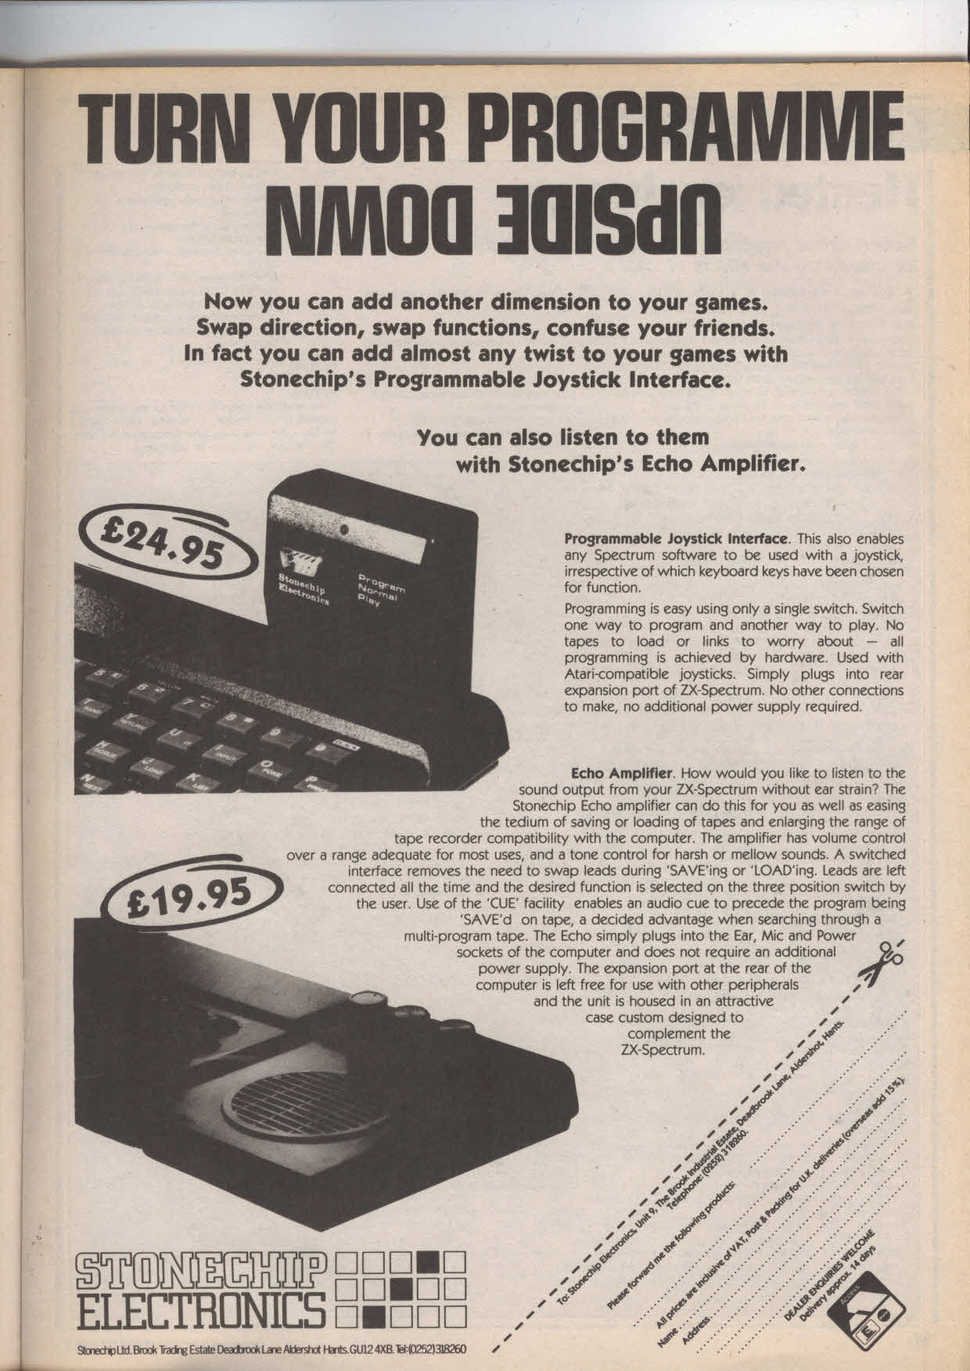 TURN YOUR PROGRAMME
UPSIDE DOWN
Now you can add another dimension to your games.
Swap direction, swap functions, confuse your friends.
In fact you can add almost any twist to your games with
Stonechip's Programmable Joystick Interface.
You can also listen to them
with Stonechip's Echo Amplifier.
£24.95
Stonechip
Electronics
Program
Normal
Play
Programmable Joystick Interface. This also enables
any Spectrum software to be used with a joystick,
irrespective of which keyboard keys have been chosen
for function.
Programming is easy using only a single switch. Switch
one way to program and another way to play. No
tapes to load or links to worry about — all
programming is achieved by hardware. Used with
Atari-compatible joysticks. Simply plugs into rear
expansion port of ZX-Spectrum. No other connections
to make, no additional power supply required.
£19.95
Echo Amplifier. How would you like to listen to the
sound output from your ZX-Spectrum without ear strain? The
Stonechip Echo amplifier can do this for you as well as easing
the tedium of saving or loading of tapes and enlarging the range of
tape recorder compatibility with the computer. The amplifier has volume control
over a range adequate for most uses, and a tone control for harsh or mellow sounds. A switched
interface removes the need to swap leads during 'SAVE'ing or 'LOAD'ing. Leads are left
connected all the time and the desired function is selected on the three position switch by
the user. Use of the 'CUE' facility enables an audio cue to precede the program being
'SAVE'd on tape, a decided advantage when searching through a
multi-program tape. The Echo simply plugs into the Ear, Mic and Power
sockets of the computer and does not require an additional
power supply. The expansion port at the rear of the
computer is left free for use with other peripherals
and the unit is housed in an attractive
case custom designed to
complement the
ZX-Spectrum.
To: Stonechip Electronics, Unit 9, The Brook Industrial Estate, Deadbrook Lane, Aldershot, Hants.
Telephone: (0252) 318260.
Please forward me the following products:
All prices are inclusive of VAT, Post & Packing for U.K. deliveries (overseas add 15%).
Name
Address
DEALER ENQUIRIES WELCOME
Delivery approx. 14 days
Access
STONECHIP
ELECTRONICS
Stonechip Ltd. Brook Trading Estate Deadbrook Lane Aldershot Hants. GU12 4XB. Tel: (0252) 318260